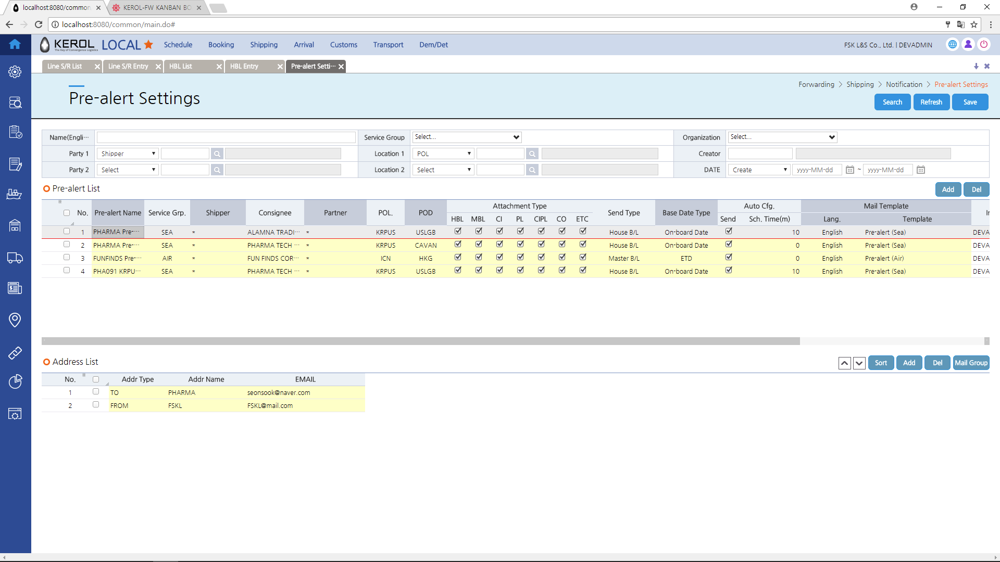 localhost:8080/common
KEROL-FW KANBAN BO
localhost:8080/common/main.do#
KEROL
The Key of Convergence Logistics
LOCAL
Schedule Booking Shipping Arrival Customs Transport Dem/Det
FSK L&S Co., Ltd. | DEVADMIN
Line S/R List Line S/R Entry HBL List HBL Entry Pre-alert Setti···
Forwarding > Shipping > Notification > Pre-alert Settings
Pre-alert Settings
Search Refresh Save
Name(Engli··· Service Group Select... Organization Select...
Party 1 Shipper Location 1 POL Creator
Party 2 Select Location 2 Select DATE Create yyyy-MM-dd ~ yyyy-MM-dd
Pre-alert List
Add Del
Attachment Type Auto Cfg. Mail Template
No. Pre-alert Name Service Grp. Shipper Consignee Partner POL. POD Send Type Base Date Type
HBL MBL CI PL CIPL CO ETC Send Sch. Time(m) Lang. Template
1 PHARMA Pre-··· SEA * ALAMNA TRADI··· * KRPUS USLGB House B/L On-board Date 10 English Pre-alert (Sea) DEVA
2 PHARMA Pre-··· SEA * PHARMA TECH ··· * KRPUS CAVAN House B/L On-board Date 0 English Pre-alert (Sea) DEVA
3 FUNFINDS Pre-··· AIR * FUN FINDS COR··· * ICN HKG Master B/L ETD 0 English Pre-alert (Air) DEVA
4 PHA091 KRPU··· SEA * PHARMA TECH ··· * KRPUS USLGB House B/L On-board Date 10 English Pre-alert (Sea) DEVA
Address List
Sort Add Del Mail Group
No. Addr Type Addr Name EMAIL
1 TO PHARMA seonsook@naver.com
2 FROM FSKL FSKL@mail.com